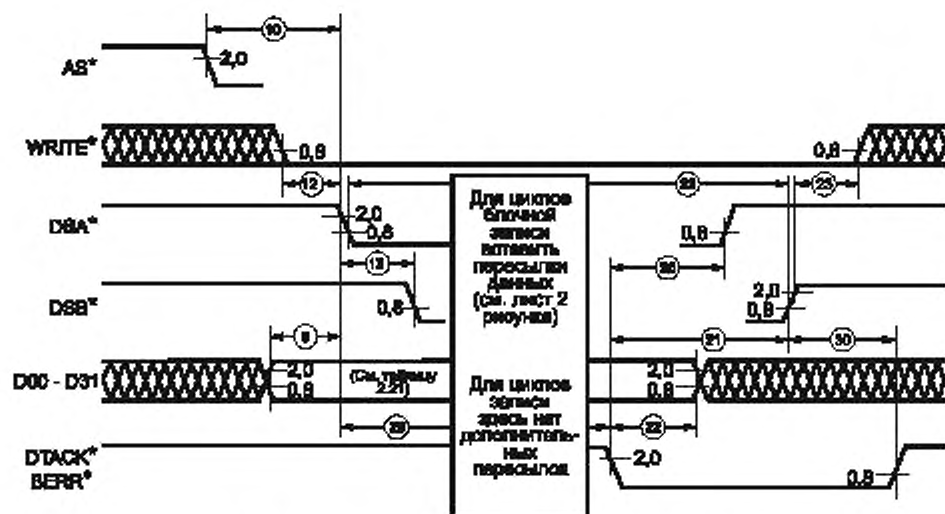 10
AS*
2,0
WRITE*
0,8
0,8
12
23
25
DSA*
2,0
0,8
0,8
13
26
DSB*
0,8
2,0
0,8
9
21
30
D00 - D31
2,0
0,8
(См. таблицу
2.21)
2,0
0,8
22
DTACK*
BERR*
2,0
0,8
Для циклов
блочной
записи
вставить
пересылки
данных
(см. лист 2
рисунка)
Для циклов
записи
здесь нет
дополнитель-
ных
пересылок